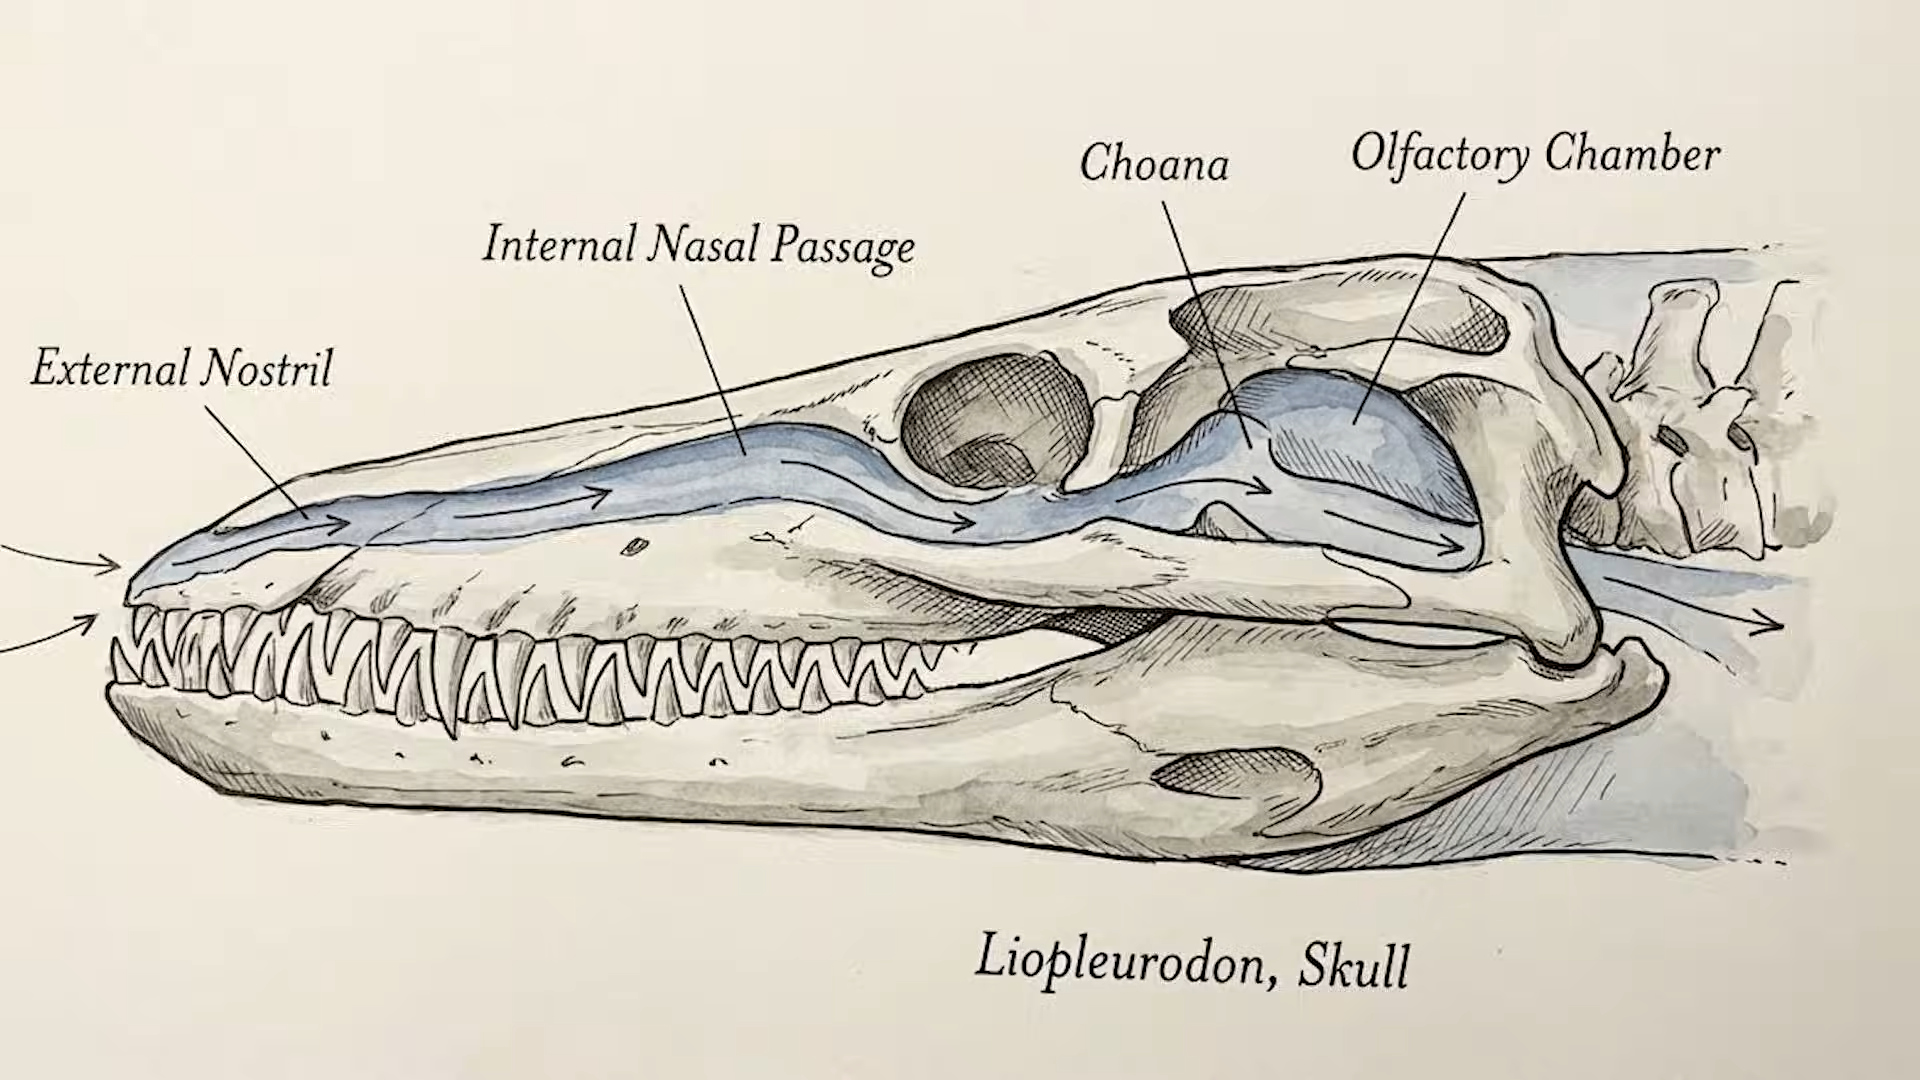 Choana
Olfactory Chamber
Internal Nasal Passage
External Nostril
Liopleurodon, Skull